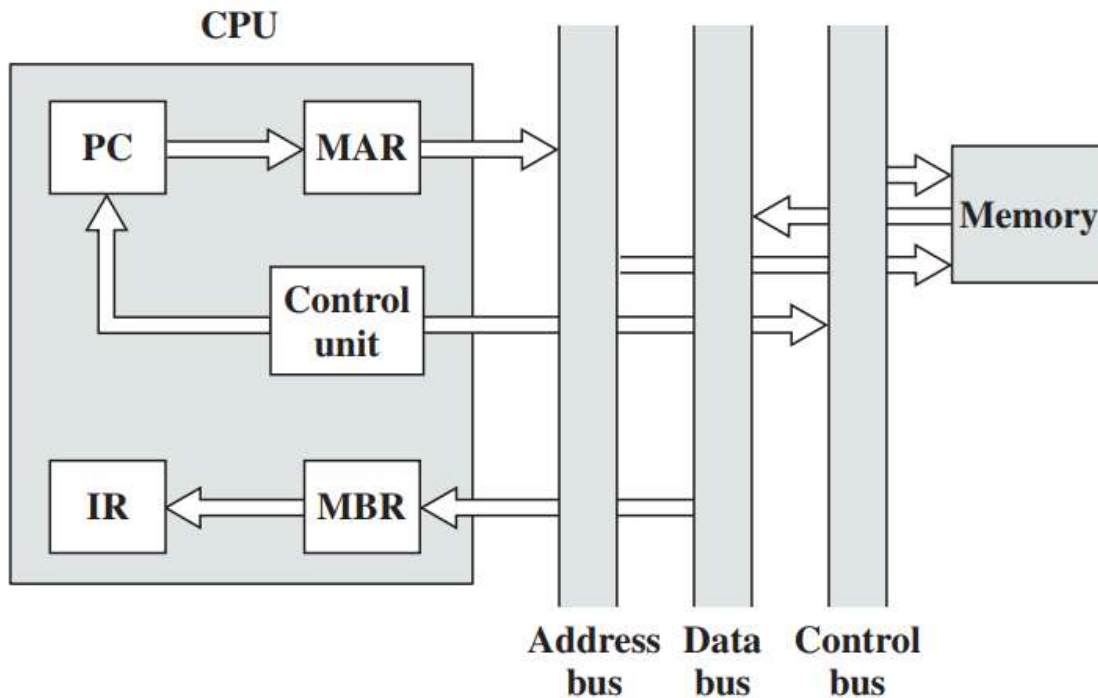 CPU
PC
MAR
Memory
Control
unit
IR
MBR
Address
bus
Data
bus
Control
bus